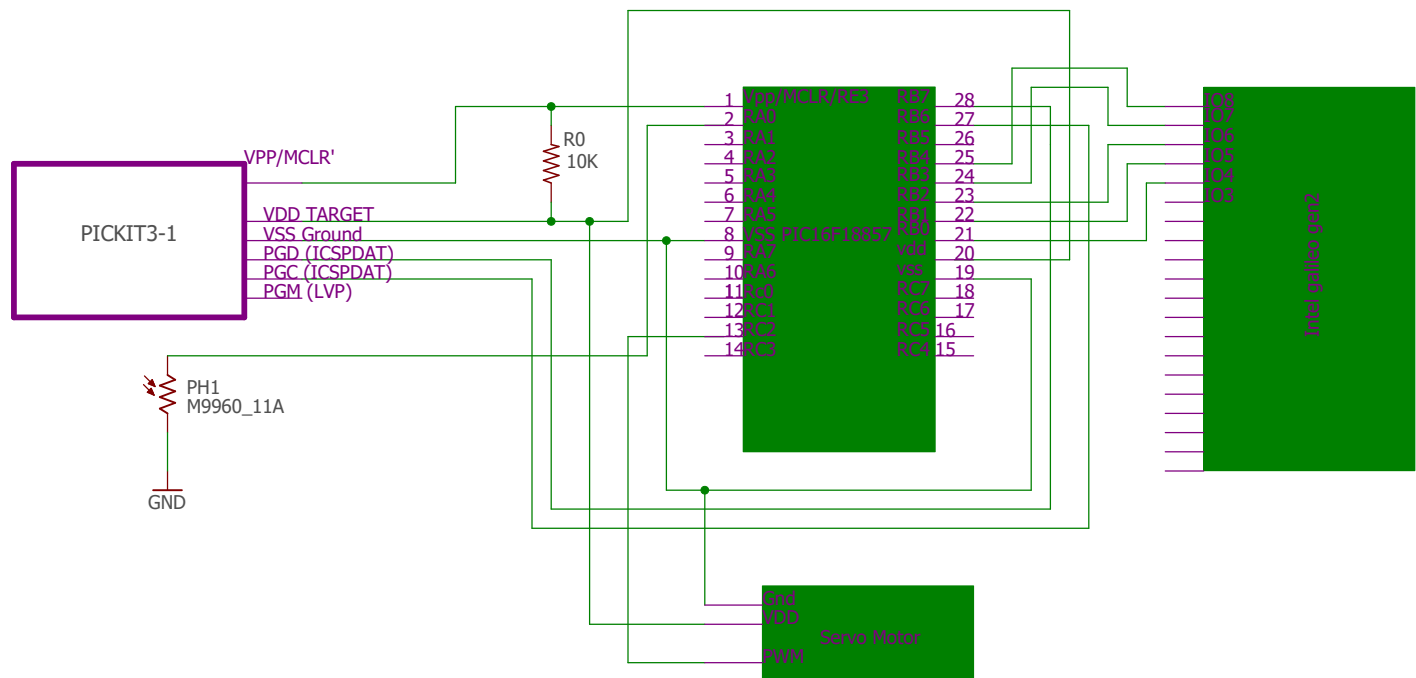 PICKIT3-1
VPP/MCLR'
VDD TARGET
VSS Ground
PGD (ICSPDAT)
PGC (ICSPDAT)
PGM (LVP)
R0
10K
PH1
M9960_11A
GND
1 Vpp/MCLR/RE3
2 RA0
3 RA1
4 RA2
5 RA3
6 RA4
7 RA5
8 VSS PIC16F18857
9 RA7
10 RA6
11 Rc0
12 RC1
13 RC2
14 RC3
RB7 28
RB6 27
RB5 26
RB4 25
RB3 24
RB2 23
RB1 22
RB0 21
vdd 20
vss 19
RC7 18
RC6 17
RC5 16
RC4 15
IO8
IO7
IO6
IO5
IO4
IO3
Intel galileo gen2
Gnd
VDD
Servo Motor
PWM